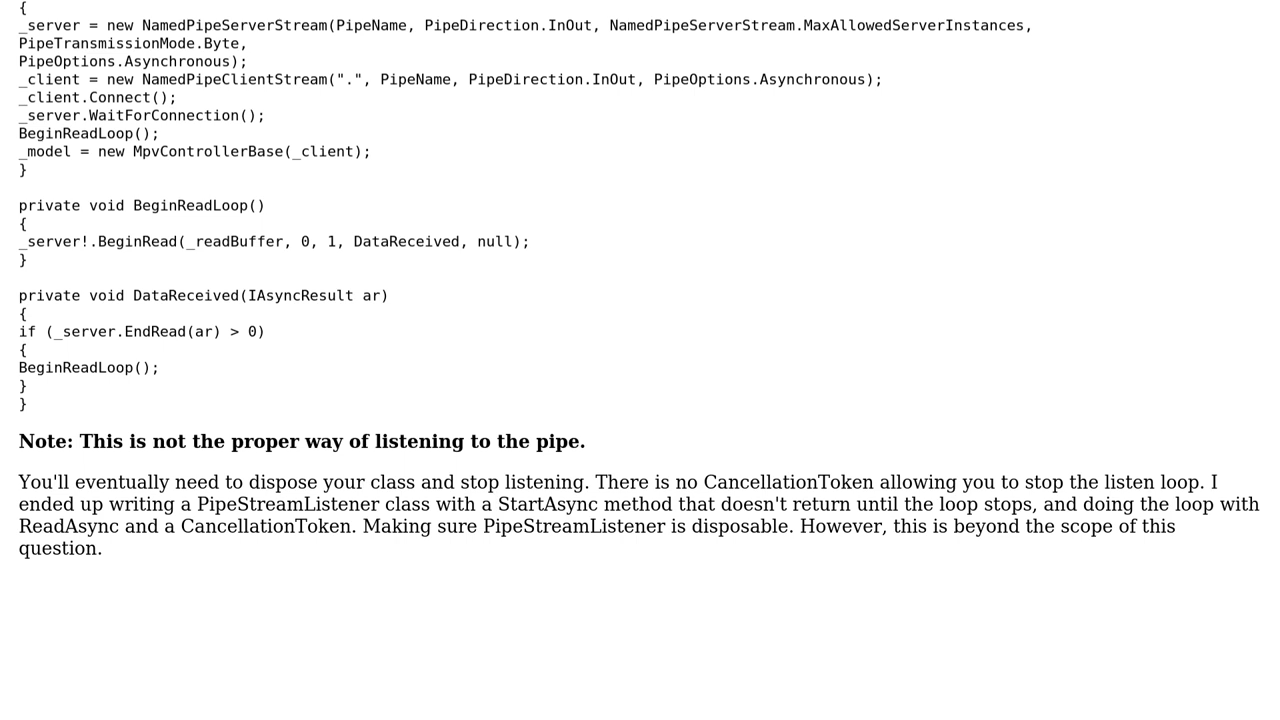 {
_server = new NamedPipeServerStream(PipeName, PipeDirection.InOut, NamedPipeServerStream.MaxAllowedServerInstances,
PipeTransmissionMode.Byte,
PipeOptions.Asynchronous);
_client = new NamedPipeClientStream(".", PipeName, PipeDirection.InOut, PipeOptions.Asynchronous);
_client.Connect();
_server.WaitForConnection();
BeginReadLoop();
_model = new MpvControllerBase(_client);
}

private void BeginReadLoop()
{
_server!.BeginRead(_readBuffer, 0, 1, DataReceived, null);
}

private void DataReceived(IAsyncResult ar)
{
if (_server.EndRead(ar) > 0)
{
BeginReadLoop();
}
}

Note: This is not the proper way of listening to the pipe.

You'll eventually need to dispose your class and stop listening. There is no CancellationToken allowing you to stop the listen loop. I
ended up writing a PipeStreamListener class with a StartAsync method that doesn't return until the loop stops, and doing the loop with
ReadAsync and a CancellationToken. Making sure PipeStreamListener is disposable. However, this is beyond the scope of this
question.